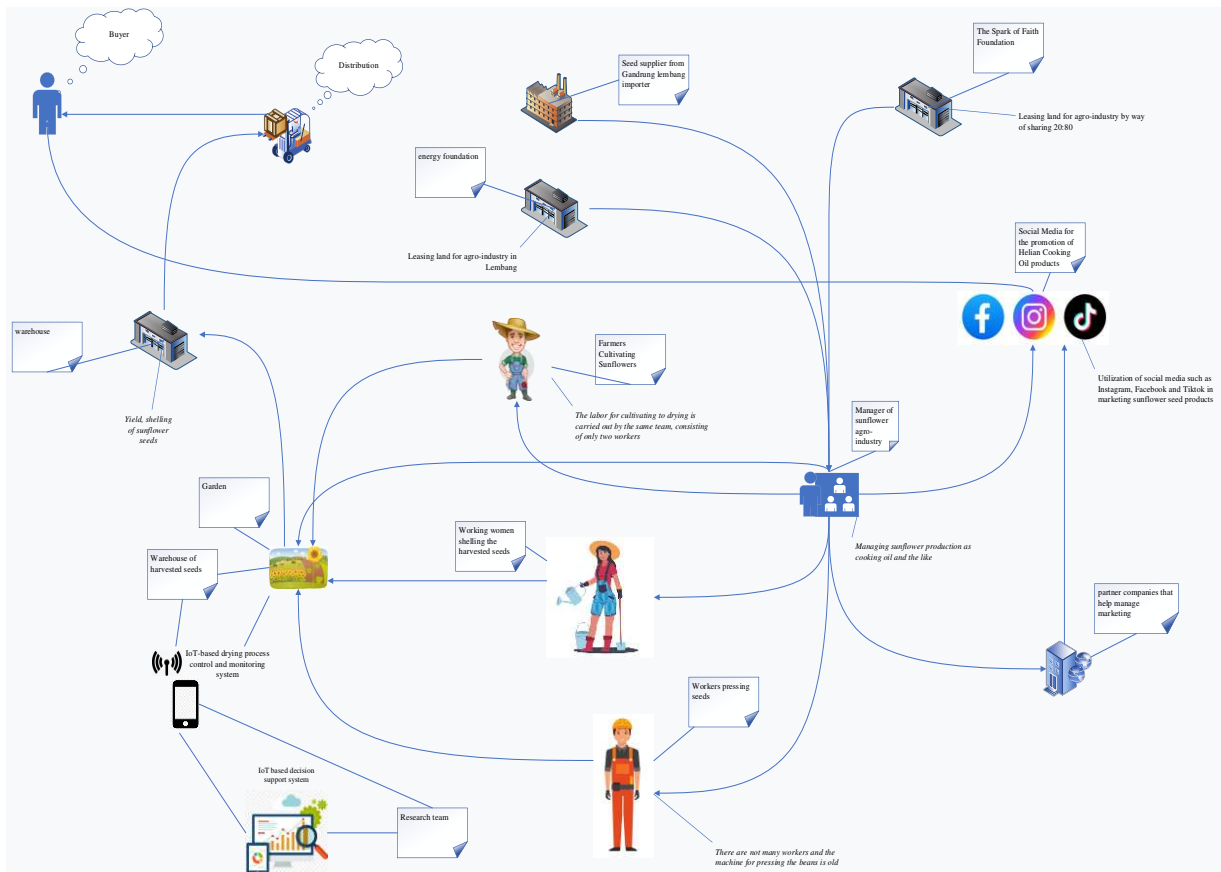 Buyer
Distribution
Seed supplier from
Gandrung lembang
importer
The Spark of Faith
Foundation
Leasing land for agro-industry by way
of sharing 20:80
energy foundation
Leasing land for agro-industry in
Lembang
Social Media for
the promotion of
Helian Cooking
Oil products
warehouse
Yield, shelling
of sunflower
seeds
Farmers
Cultivating
Sunflowers
The labor for cultivating to drying is
carried out by the same team, consisting
of only two workers
Utilization of social media such as
Instagram, Facebook and Tiktok in
marketing sunflower seed products
Manager of
sunflower
agro-
industry
Managing sunflower production as
cooking oil and the like
Garden
Warehouse of
harvested seeds
Working women
shelling the
harvested seeds
partner companies that
help manage
marketing
IoT-based drying process
control and monitoring
system
Workers pressing
seeds
IoT based decision
support system
Research team
There are not many workers and the
machine for pressing the beans is old